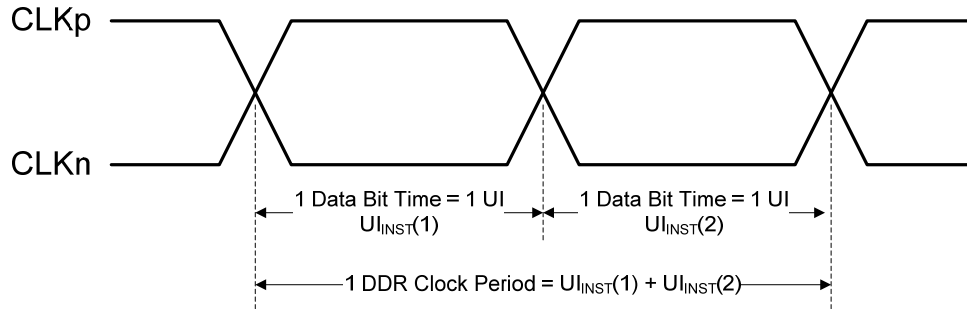 CLKp
CLKn
1 Data Bit Time = 1 UI
UIINST(1)
1 Data Bit Time = 1 UI
UIINST(2)
1 DDR Clock Period = UIINST(1) + UIINST(2)